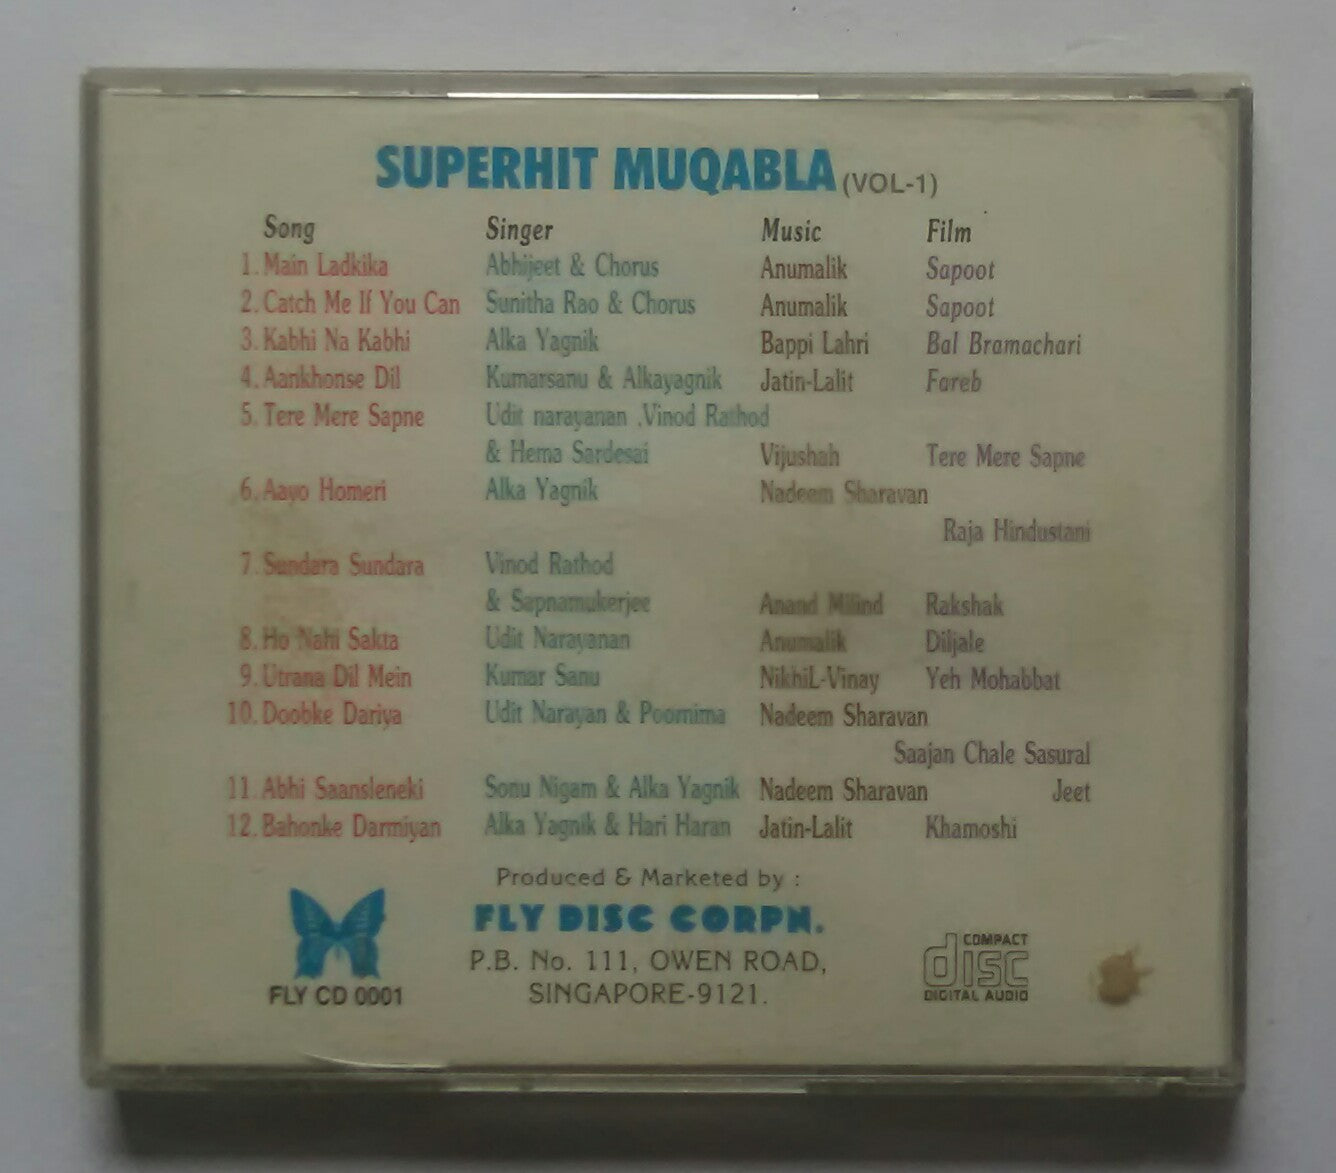 SUPERHIT MUQABLA (VOL-1)
Song Singer Music Film
1. Main Ladkika Abhijeet & Chorus Anumalik Sapoot
2. Catch Me If You Can Sunitha Rao & Chorus Anumalik Sapoot
3. Kabhi Na Kabhi Alka Yagnik Bappi Lahri Bal Bramachari
4. Aankhonse Dil Kumarsanu & Alkayagnik Jatin-Lalit Fareb
5. Tere Mere Sapne Udit narayanan ,Vinod Rathod
& Hema Sardesai Vijushah Tere Mere Sapne
6. Aayo Homeri Alka Yagnik Nadeem Sharavan
Raja Hindustani
7. Sundara Sundara Vinod Rathod
& Sapnamukerjee Anand Milind Rakshak
8. Ho Nahi Sakta Udit Narayanan Anumalik Diljale
9. Utrana Dil Mein Kumar Sanu NikhiL-Vinay Yeh Mohabbat
10. Doobke Dariya Udit Narayan & Poornima Nadeem Sharavan
Saajan Chale Sasural
11. Abhi Saansleneki Sonu Nigam & Alka Yagnik Nadeem Sharavan Jeet
12. Bahonke Darmiyan Alka Yagnik & Hari Haran Jatin-Lalit Khamoshi
Produced & Marketed by :
FLY DISC CORPN.
P.B. No. 111, OWEN ROAD,
SINGAPORE-9121.
FLY CD 0001
COMPACT
disc
DIGITAL AUDIO